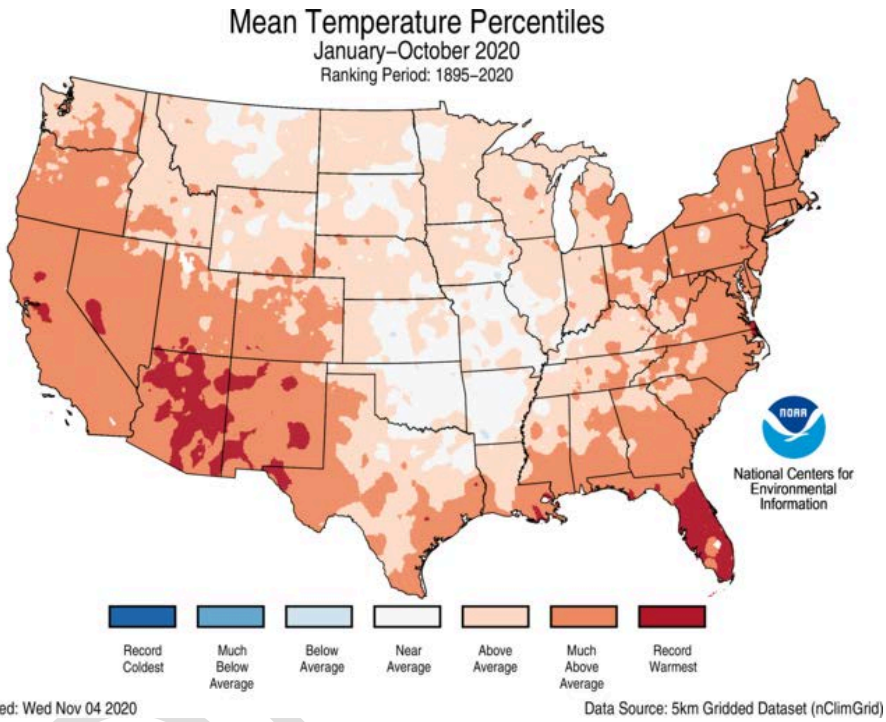 Mean Temperature Percentiles
January–October 2020
Ranking Period: 1895–2020
NOAA
National Centers for
Environmental
Information
Record
Coldest
Much
Below
Average
Below
Average
Near
Average
Above
Average
Much
Above
Average
Record
Warmest
ed: Wed Nov 04 2020
Data Source: 5km Gridded Dataset (nClimGrid)